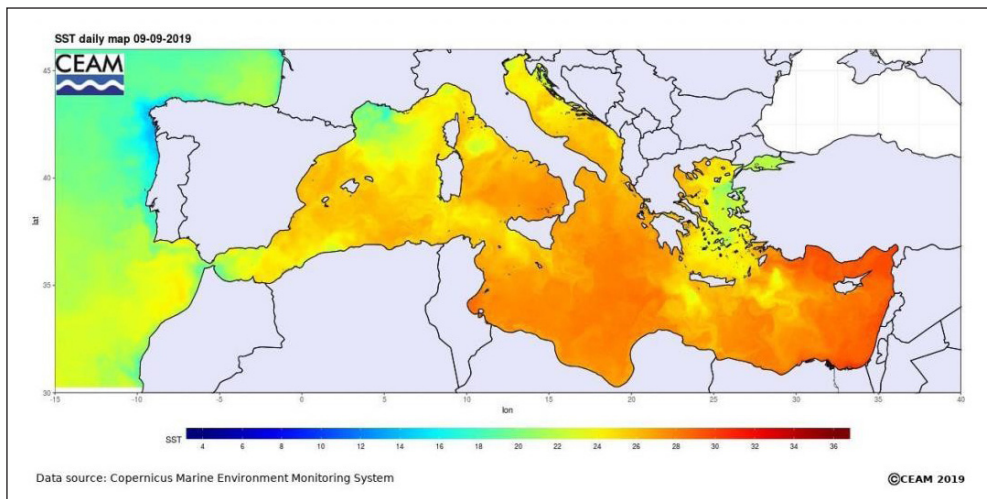 SST daily map 09-09-2019
CEAM
45
40
35
30
lat
-15 -10 -5 0 5 10 15 20 25 30 35 40
lon
SST 4 6 8 10 12 14 16 18 20 22 24 26 28 30 32 34 36
Data source: Copernicus Marine Environment Monitoring System
©CEAM 2019